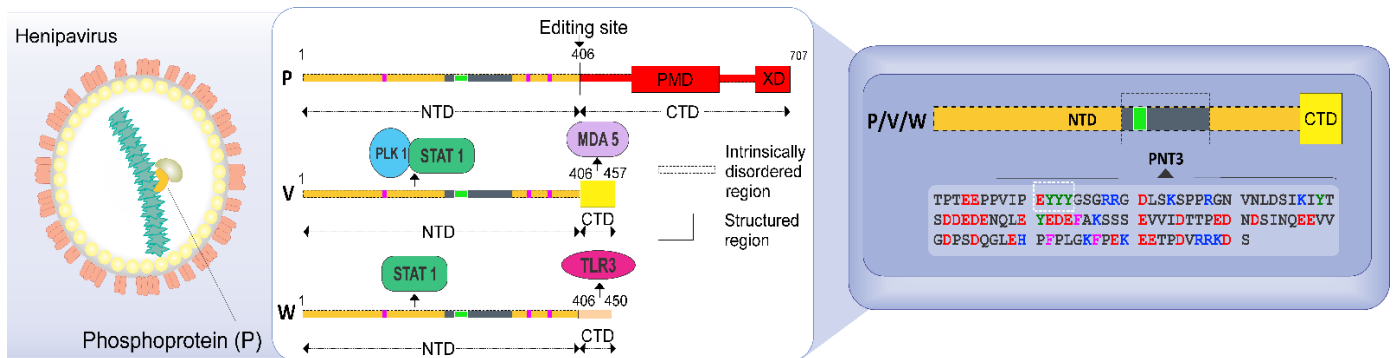 Henipavirus
Phosphoprotein (P)
Editing site
1 406 707
P PMD XD
NTD CTD
PLK 1 STAT 1 MDA 5
1 406 457
V
NTD CTD
STAT 1 TLR3
1 406 450
W
NTD CTD
Intrinsically
disordered
region
Structured
region
P/V/W NTD CTD
PNT3
TPTEEPPVIP EYYYGSGRRG DLSKSPPRGN VNLDSIKIYT
SDDEDENQLE YEDEFAKSSS EVVIDTTPED NDSINQEEVV
GDPSDQGLEH PFPLGKFPEK EETPDVRRKD S